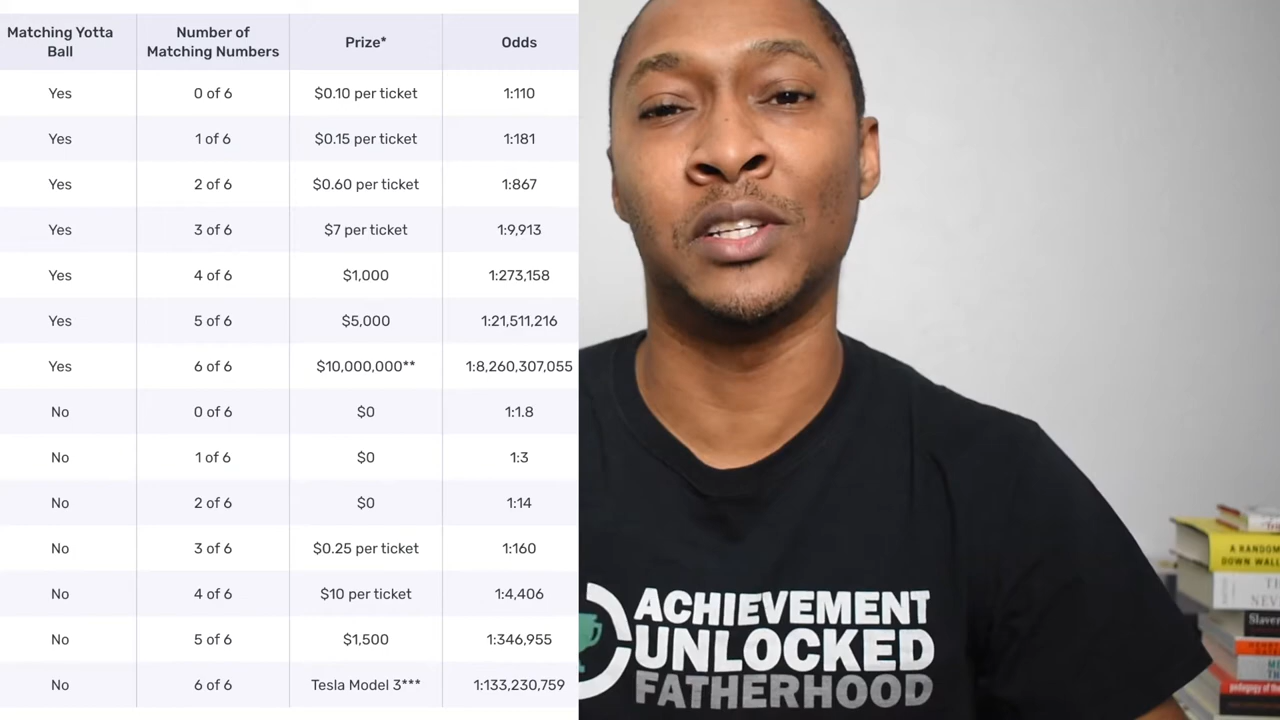 Matching Yotta Ball | Number of Matching Numbers | Prize* | Odds
Yes | 0 of 6 | $0.10 per ticket | 1:110
Yes | 1 of 6 | $0.15 per ticket | 1:181
Yes | 2 of 6 | $0.60 per ticket | 1:867
Yes | 3 of 6 | $7 per ticket | 1:9,913
Yes | 4 of 6 | $1,000 | 1:273,158
Yes | 5 of 6 | $5,000 | 1:21,511,216
Yes | 6 of 6 | $10,000,000** | 1:8,260,307,055
No | 0 of 6 | $0 | 1:1.8
No | 1 of 6 | $0 | 1:3
No | 2 of 6 | $0 | 1:14
No | 3 of 6 | $0.25 per ticket | 1:160
No | 4 of 6 | $10 per ticket | 1:4,406
No | 5 of 6 | $1,500 | 1:346,955
No | 6 of 6 | Tesla Model 3*** | 1:133,230,759
ACHIEVEMENT
UNLOCKED
FATHERHOOD
A RANDOM
DOWN WALL